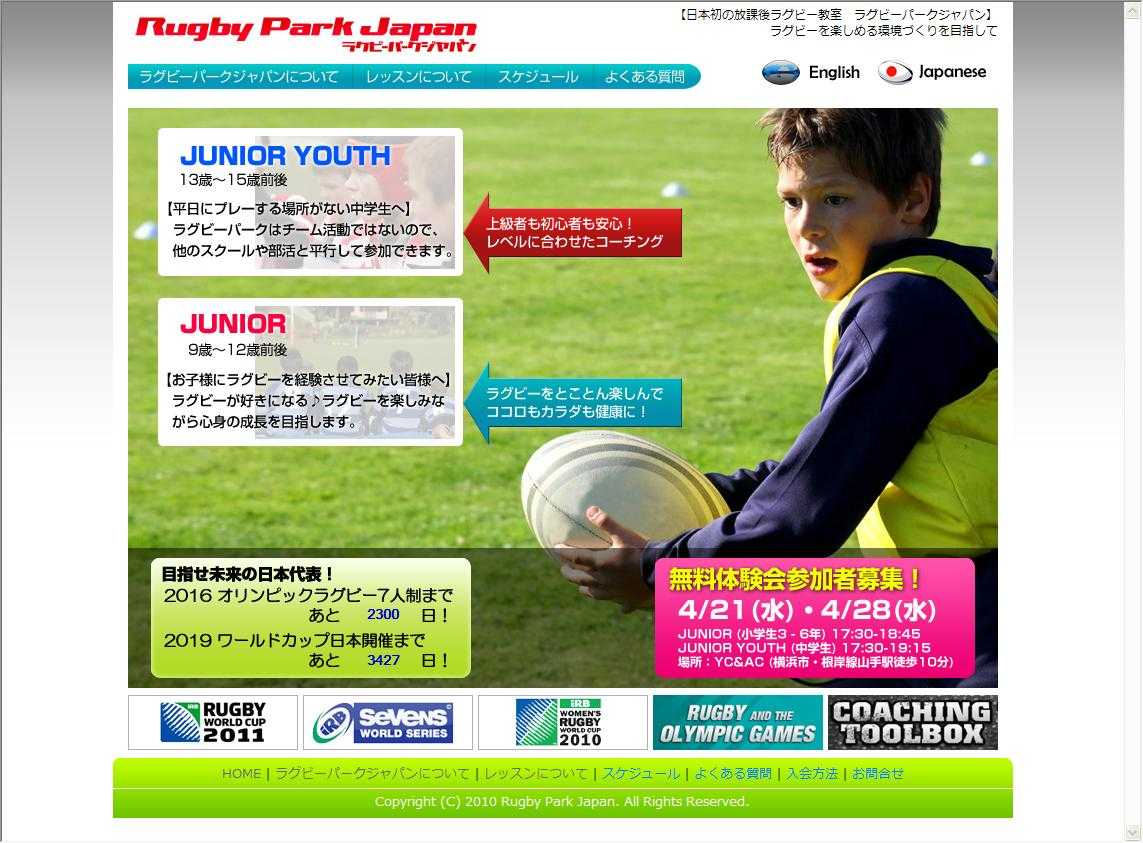 Rugby Park Japan
ラグビーパークジャパン
【日本初の放課後ラグビー教室　ラグビーパークジャパン】
ラグビーを楽しめる環境づくりを目指して
ラグビーパークジャパンについて
レッスンについて
スケジュール
よくある質問
English
Japanese
JUNIOR YOUTH
13歳～15歳前後
【平日にプレーする場所がない中学生へ】
ラグビーパークはチーム活動ではないので、
他のスクールや部活と平行して参加できます。
上級者も初心者も安心！
レベルに合わせたコーチング
JUNIOR
9歳～12歳前後
【お子様にラグビーを経験させてみたい皆様へ】
ラグビーが好きになる♪ラグビーを楽しみな
がら心身の成長を目指します。
ラグビーをとことん楽しんで
ココロもカラダも健康に！
目指せ未来の日本代表！
2016 オリンピックラグビー7人制まで
あと 2300 日！
2019 ワールドカップ日本開催まで
あと 3427 日！
無料体験会参加者募集！
4/21(水)・4/28(水)
JUNIOR (小学生3 - 6年) 17:30-18:45
JUNIOR YOUTH (中学生) 17:30-19:15
場所：YC&AC (横浜市・根岸線山手駅徒歩10分)
RUGBY
WORLD CUP
2011
iRB
SEVENS
WORLD SERIES
iRB
WOMEN'S
RUGBY
WORLD CUP
2010
RUGBY AND THE
OLYMPIC GAMES
COACHING
TOOLBOX
HOME | ラグビーパークジャパンについて | レッスンについて | スケジュール | よくある質問 | 入会方法 | お問合せ
Copyright (C) 2010 Rugby Park Japan. All Rights Reserved.